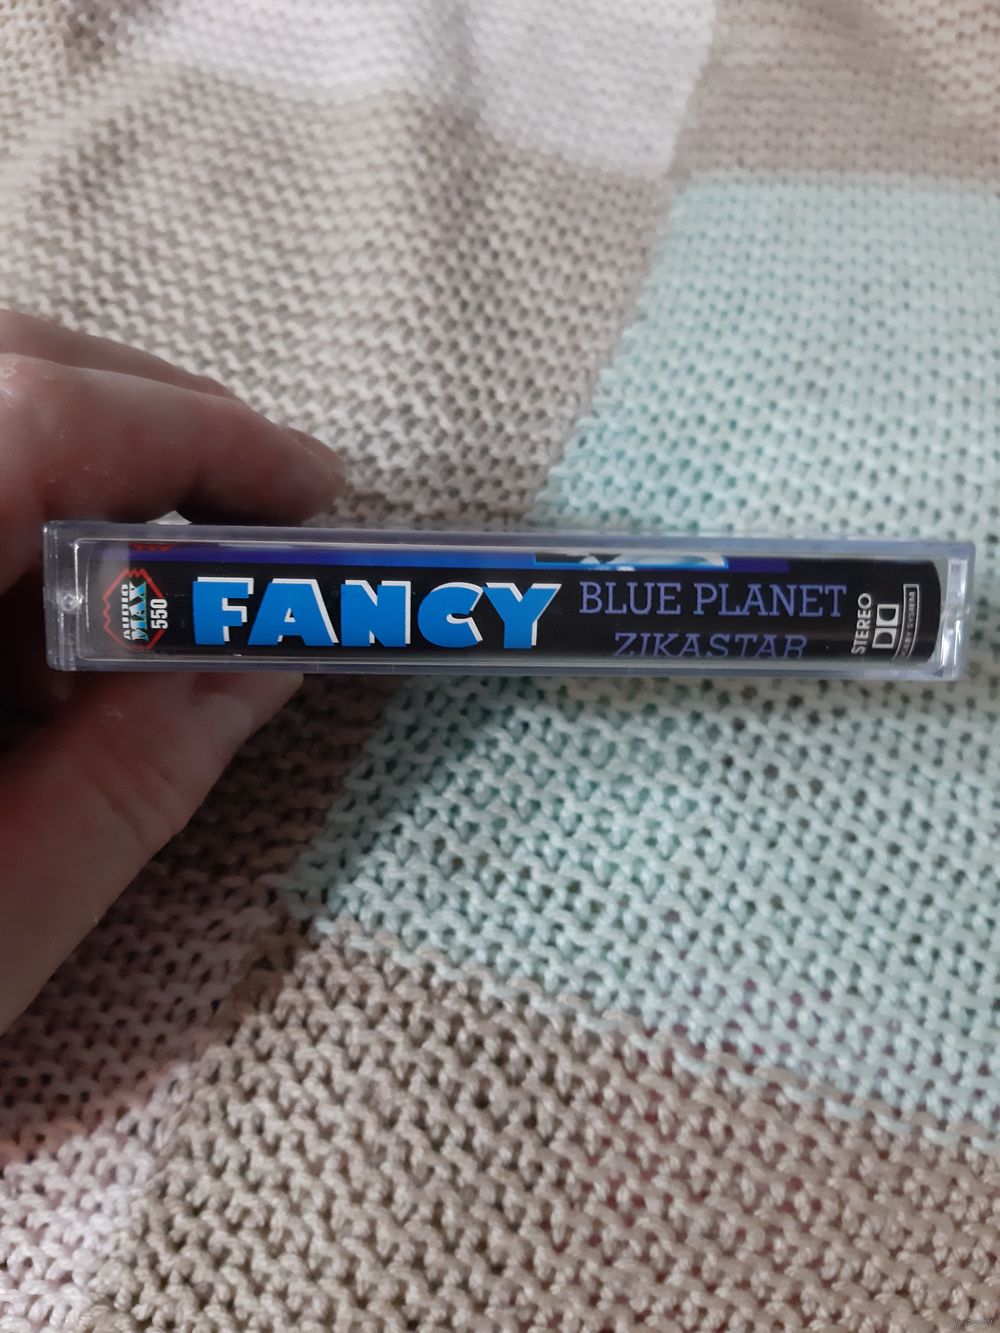 AUDIO
MAX
550
FANCY
BLUE PLANET
ZIKASTAR
STEREO